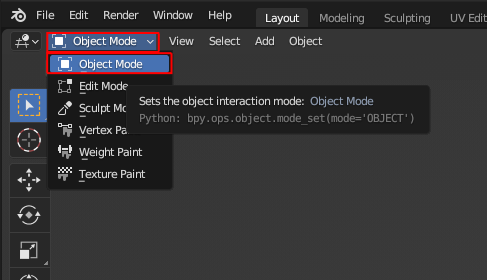 File Edit Render Window Help Layout Modeling Sculpting UV Edit
Object Mode View Select Add Object
Object Mode
Edit Mode
Sculpt Mo
Sets the object interaction mode: Object Mode
Python: bpy.ops.object.mode_set(mode='OBJECT')
Vertex Pa
Weight Paint
Texture Paint